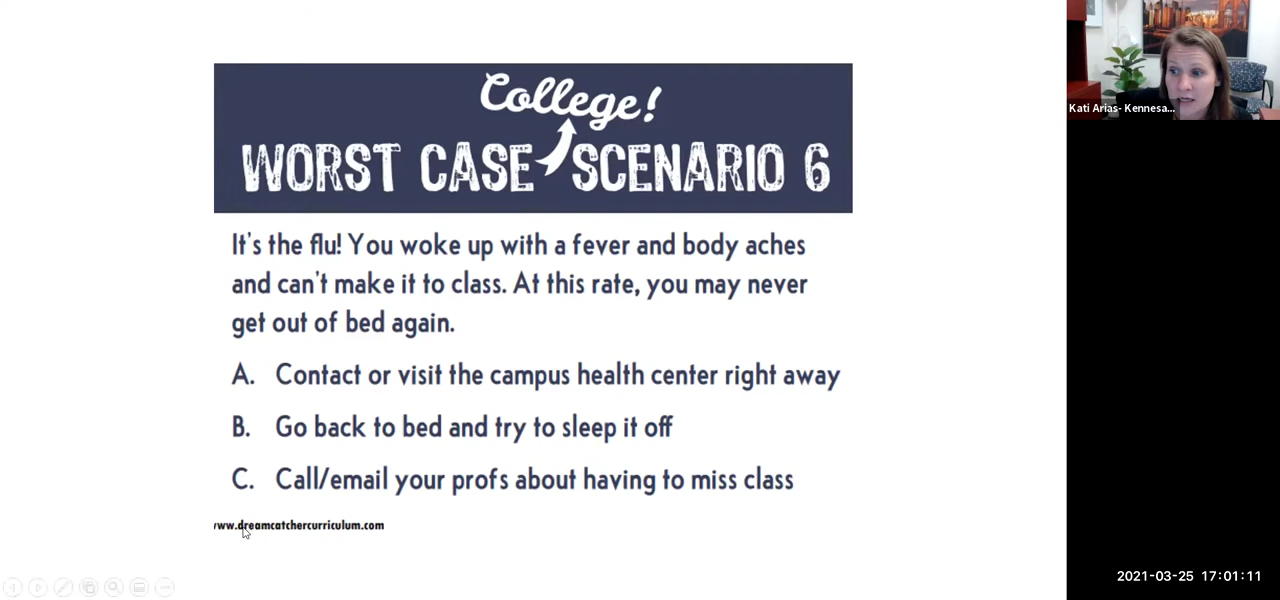 College!
WORST CASE SCENARIO 6
It's the flu! You woke up with a fever and body aches
and can't make it to class. At this rate, you may never
get out of bed again.
A. Contact or visit the campus health center right away
B. Go back to bed and try to sleep it off
C. Call/email your profs about having to miss class
www.dreamcatchercurriculum.com
Kati Arias- Kennesa...
2021-03-25 17:01:11